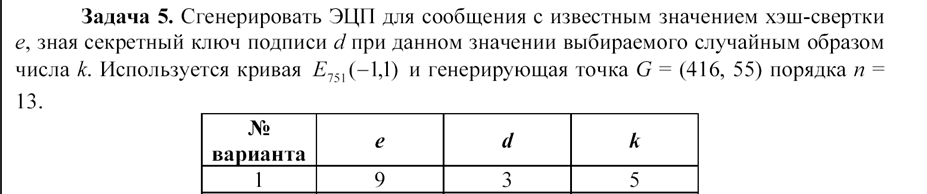 Задача 5. Сгенерировать ЭЦП для сообщения с известным значением хэш-свертки
e, зная секретный ключ подписи d при данном значении выбираемого случайным образом
числа k. Используется кривая E₇₅₁(−1,1) и генерирующая точка G = (416, 55) порядка n =
13.
№ варианта e d k
1 9 3 5